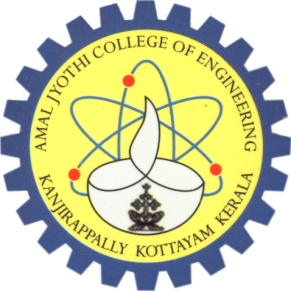 AMAL JYOTHI COLLEGE OF ENGINEERING
KANJIRAPPALLY KOTTAYAM KERALA